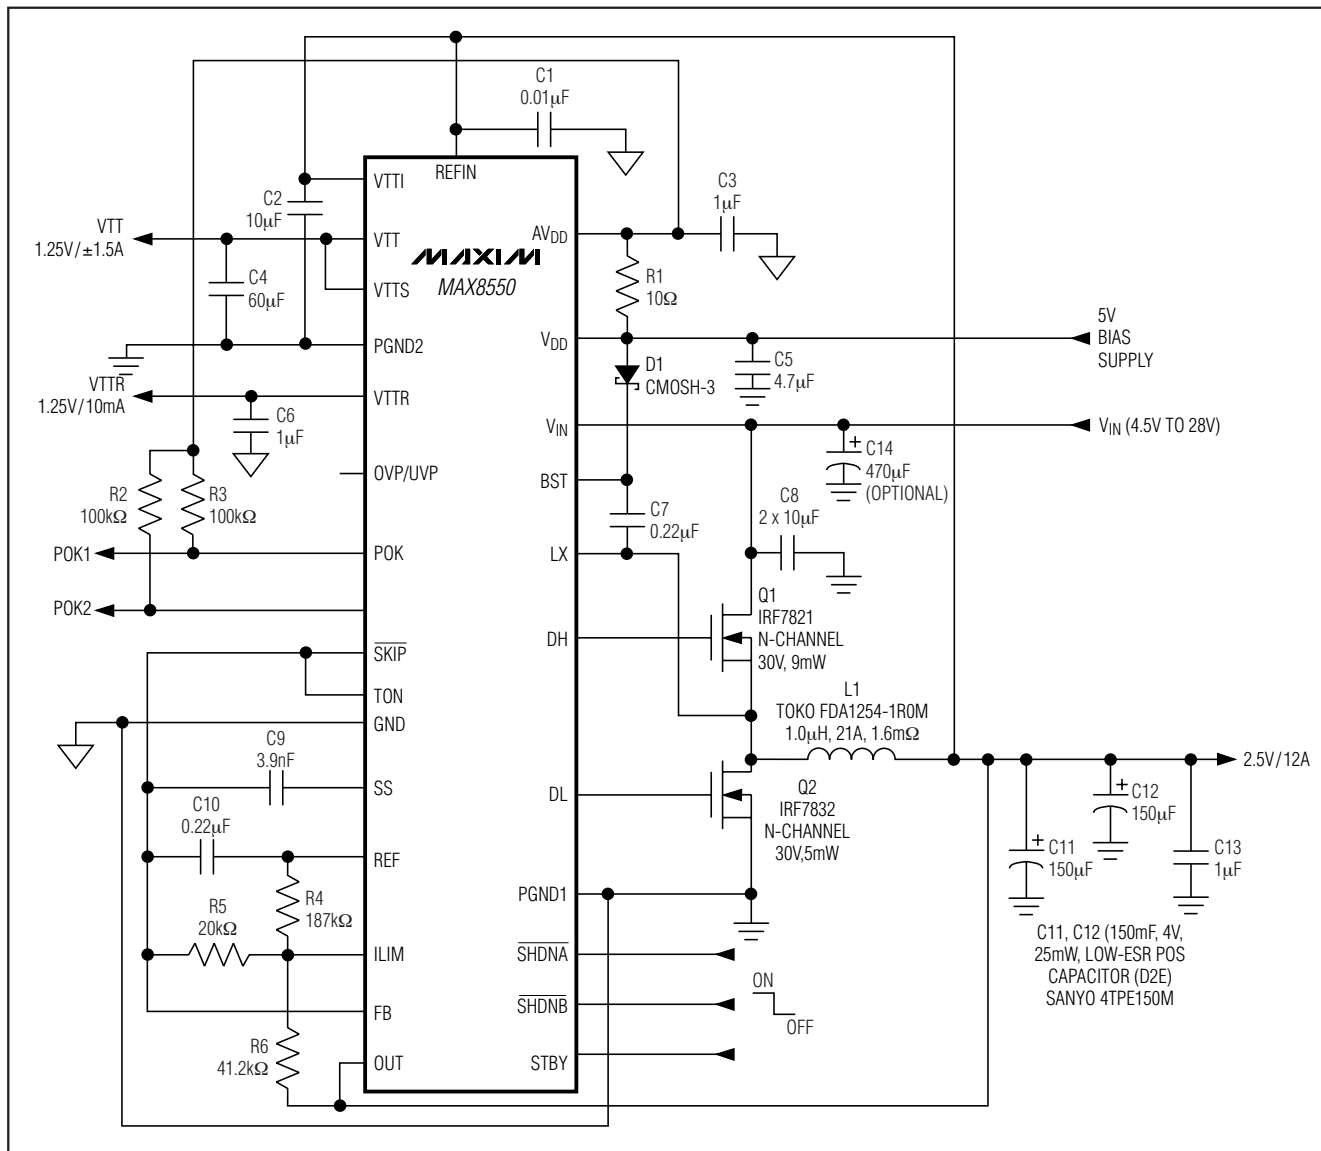 C1
0.01µF
REFIN
VTTI
C2
10µF
C3
1µF
VTT
1.25V/±1.5A
VTT
AVDD
MAXIM
MAX8550
C4
60µF
VTTS
R1
10Ω
5V
BIAS
SUPPLY
VDD
PGND2
D1
CMOSH-3
C5
4.7µF
VTTR
1.25V/10mA
VTTR
C6
1µF
VIN
VIN (4.5V TO 28V)
C14
470µF
(OPTIONAL)
OVP/UVP
BST
R2
100kΩ
R3
100kΩ
C7
0.22µF
C8
2 x 10µF
POK1
POK
LX
POK2
Q1
IRF7821
N-CHANNEL
30V, 9mW
DH
SKIP
TON
GND
L1
TOKO FDA1254-1R0M
1.0µH, 21A, 1.6mΩ
2.5V/12A
C9
3.9nF
SS
DL
Q2
IRF7832
N-CHANNEL
30V,5mW
C12
150µF
C10
0.22µF
REF
C11
150µF
C13
1µF
R4
187kΩ
PGND1
R5
20kΩ
ILIM
SHDNA
C11, C12 (150mF, 4V,
25mW, LOW-ESR POS
CAPACITOR (D2E)
SANYO 4TPE150M
ON
OFF
FB
SHDNB
R6
41.2kΩ
OUT
STBY